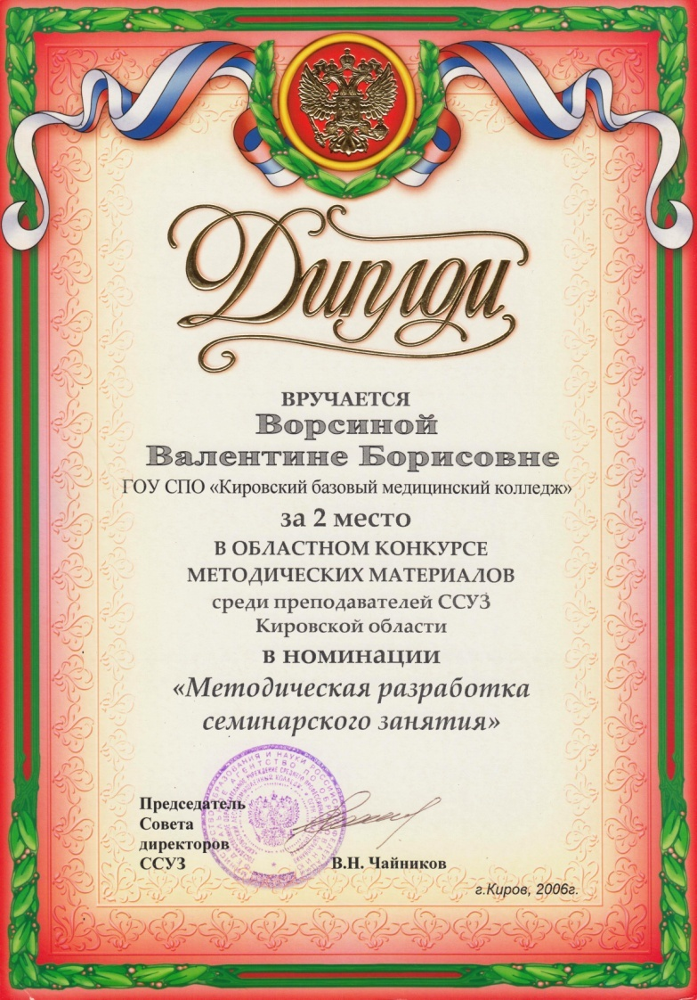 Диплом
ВРУЧАЕТСЯ
Ворсиной
Валентине Борисовне
ГОУ СПО «Кировский базовый медицинский колледж»
за 2 место
В ОБЛАСТНОМ КОНКУРСЕ
МЕТОДИЧЕСКИХ МАТЕРИАЛОВ
среди преподавателей ССУЗ
Кировской области
в номинации
«Методическая разработка
семинарского занятия»
Председатель
Совета
директоров
ССУЗ
В.Н. Чайников
г.Киров, 2006г.